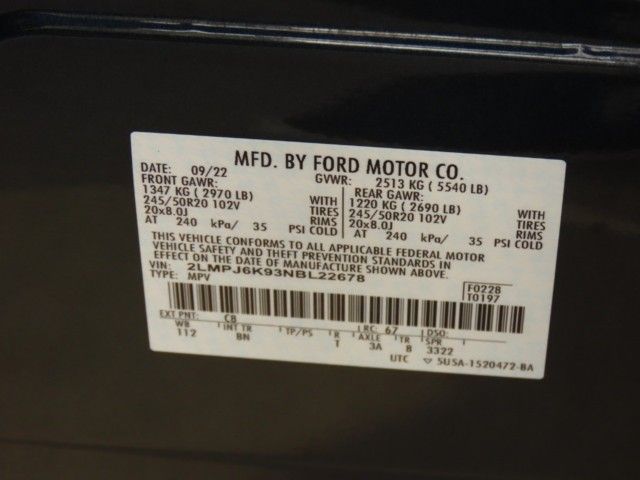 MFD. BY FORD MOTOR CO.
DATE: 09/22 GVWR: 2513 KG ( 5540 LB)
FRONT GAWR: REAR GAWR:
1347 KG ( 2970 LB) WITH 1220 KG ( 2690 LB) WITH
245/50R20 102V TIRES 245/50R20 102V TIRES
20x8.0J RIMS 20x8.0J RIMS
AT 240 kPa/ 35 PSI COLD AT 240 kPa/ 35 PSI COLD
THIS VEHICLE CONFORMS TO ALL APPLICABLE FEDERAL MOTOR
VEHICLE SAFETY AND THEFT PREVENTION STANDARDS IN
EFFECT ON THE DATE OF MANUFACTURE SHOWN ABOVE.
VIN: 2LMPJ6K93NBL22678 F0228
TYPE: MPV T0197
EXT PNT: C8 RC: 67 DSO:
WB INT TR TP/PS R AXLE TR SPR
112 BN T 3A 8 3322
UTC ▽ 5U5A-1520472-BA